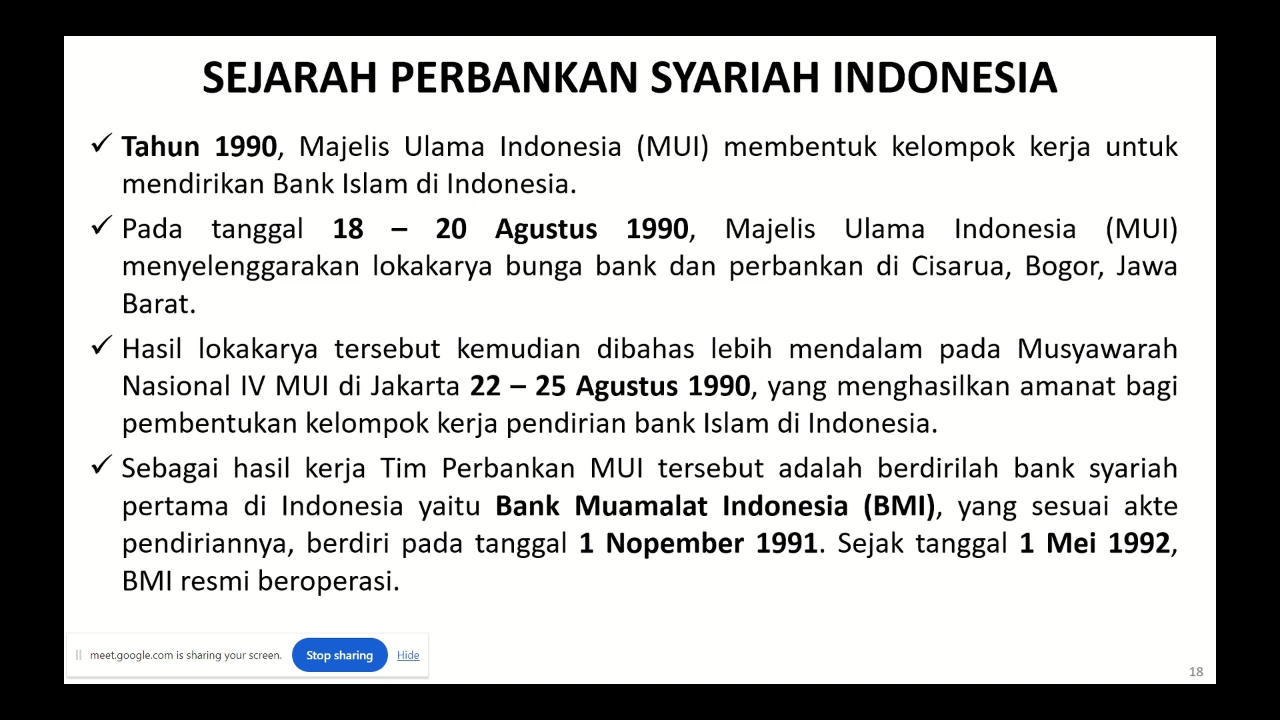 SEJARAH PERBANKAN SYARIAH INDONESIA
✓ Tahun 1990, Majelis Ulama Indonesia (MUI) membentuk kelompok kerja untuk
mendirikan Bank Islam di Indonesia.
✓ Pada tanggal 18 – 20 Agustus 1990, Majelis Ulama Indonesia (MUI)
menyelenggarakan lokakarya bunga bank dan perbankan di Cisarua, Bogor, Jawa
Barat.
✓ Hasil lokakarya tersebut kemudian dibahas lebih mendalam pada Musyawarah
Nasional IV MUI di Jakarta 22 – 25 Agustus 1990, yang menghasilkan amanat bagi
pembentukan kelompok kerja pendirian bank Islam di Indonesia.
✓ Sebagai hasil kerja Tim Perbankan MUI tersebut adalah berdirilah bank syariah
pertama di Indonesia yaitu Bank Muamalat Indonesia (BMI), yang sesuai akte
pendiriannya, berdiri pada tanggal 1 Nopember 1991. Sejak tanggal 1 Mei 1992,
BMI resmi beroperasi.
meet.google.com is sharing your screen. Stop sharing Hide
18